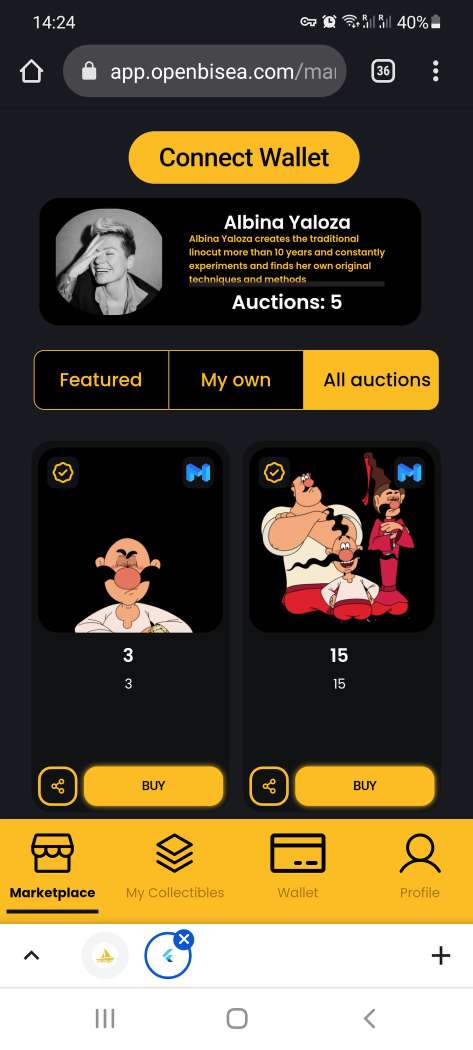 14:24
R
R
40%
app.openbisea.com/ma
36
Connect Wallet
Albina Yaloza
Albina Yaloza creates the traditional
linocut more than 10 years and constantly
experiments and finds her own original
techniques and methods
Auctions: 5
Featured
My own
All auctions
3
15
3
15
BUY
BUY
Marketplace
My Collectibles
Wallet
Profile